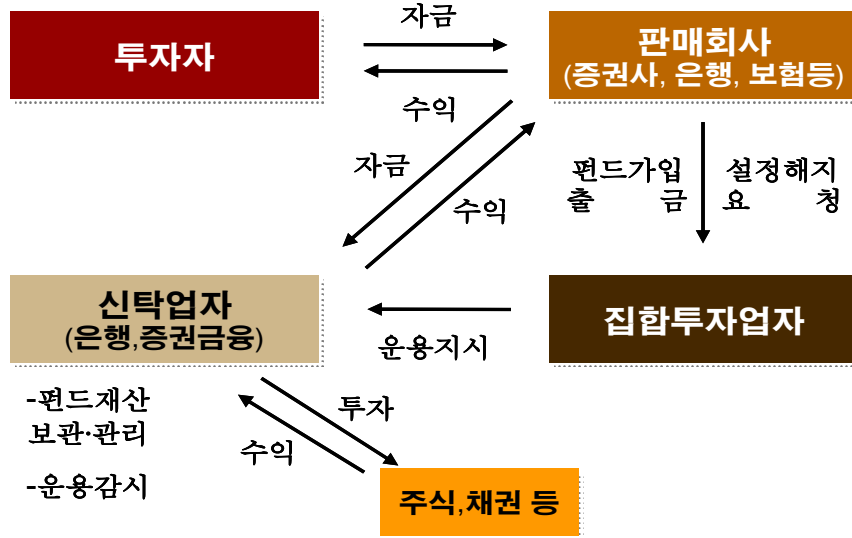 자금
투자자
판매회사
(증권사, 은행, 보험등)
수익
자금
수익
펀드가입 설정해지
출 금 요 청
신탁업자
(은행,증권금융)
집합투자업자
운용지시
-펀드재산
보관·관리
-운용감시
투자
수익
주식,채권 등